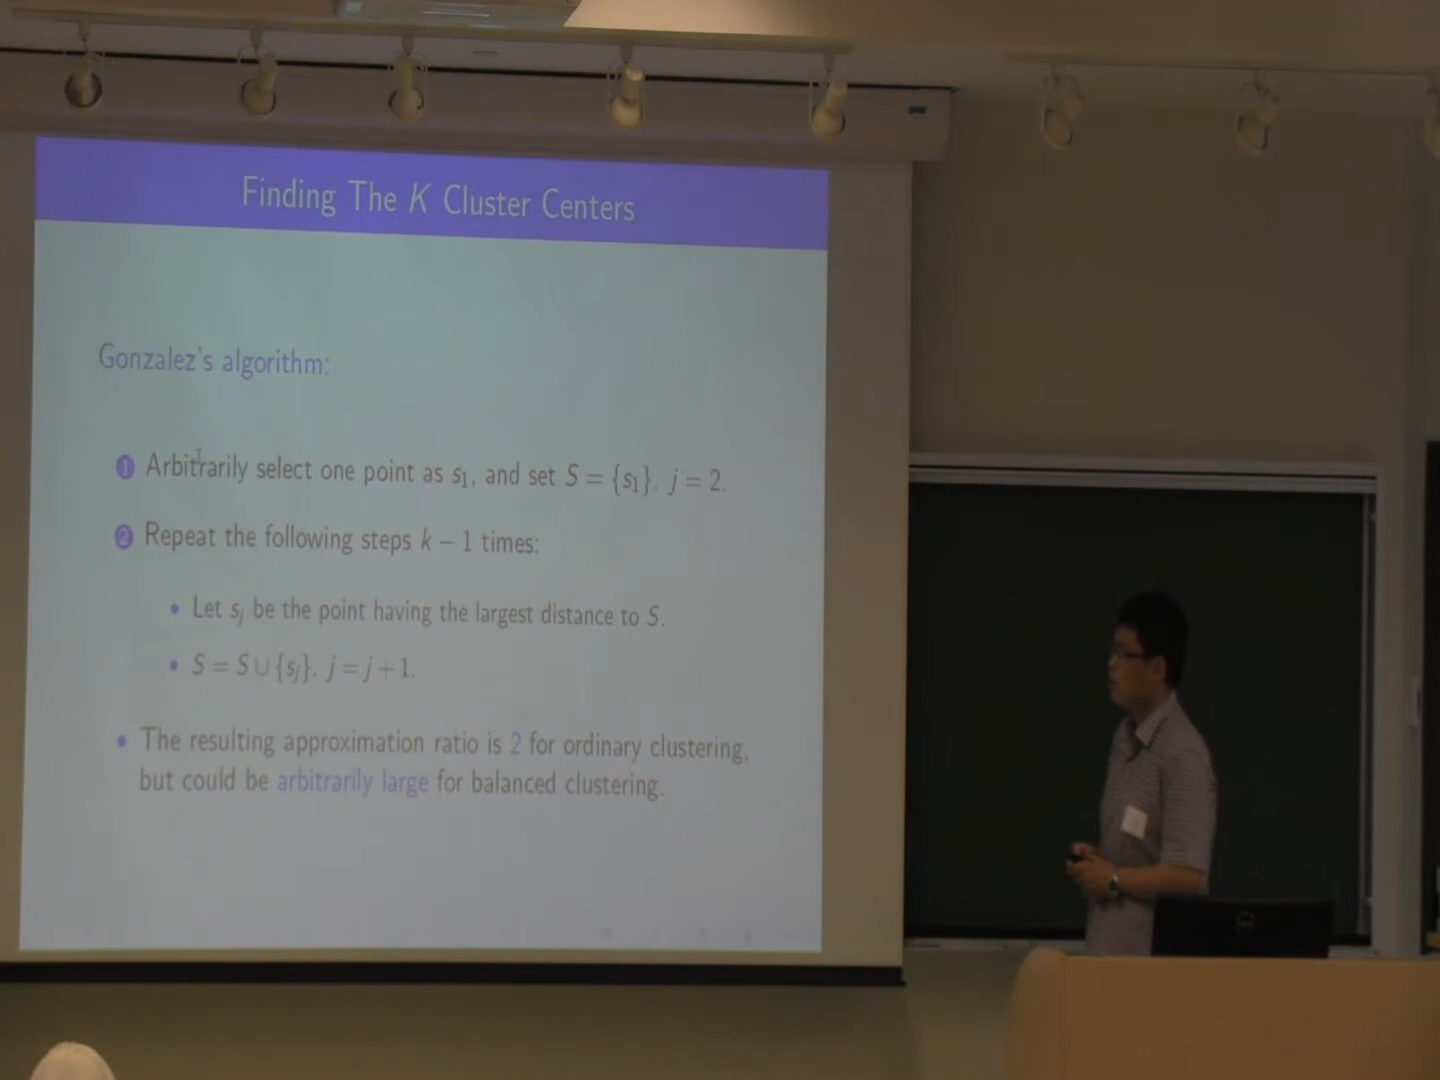 Finding The K Cluster Centers
Gonzalez's algorithm:
1 Arbitrarily select one point as s₁, and set S = {s₁}. j = 2.
2 Repeat the following steps k − 1 times:
• Let sⱼ be the point having the largest distance to S.
• S = S ∪ {sⱼ}. j = j + 1.
• The resulting approximation ratio is 2 for ordinary clustering,
but could be arbitrarily large for balanced clustering.